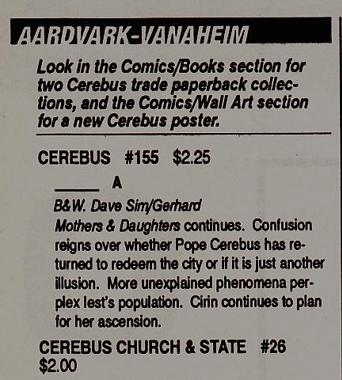 AARDVARK-VANAHEIM
Look in the Comics/Books section for
two Cerebus trade paperback collec-
tions, and the Comics/Wall Art section
for a new Cerebus poster.
CEREBUS #155 $2.25
_____ A
B&W. Dave Sim/Gerhard
Mothers & Daughters continues. Confusion
reigns over whether Pope Cerebus has re-
turned to redeem the city or if it is just another
illusion. More unexplained phenomena per-
plex Iest's population. Cirin continues to plan
for her ascension.
CEREBUS CHURCH & STATE #26
$2.00